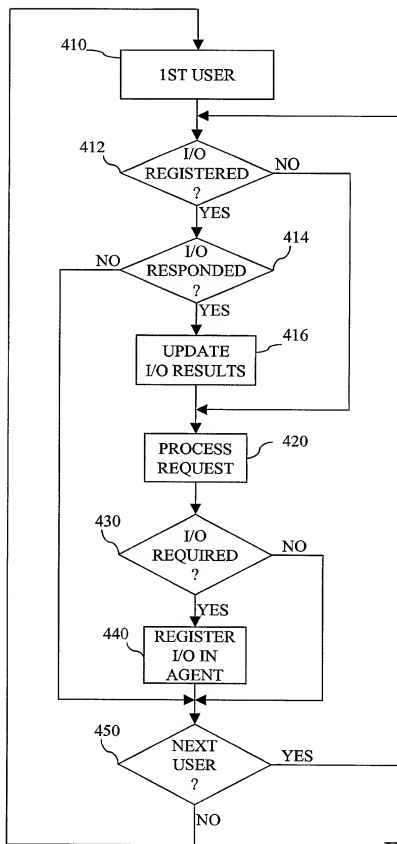 410
1ST USER
412
I/O
REGISTERED
?
NO
YES
414
NO
I/O
RESPONDED
?
YES
416
UPDATE
I/O RESULTS
420
PROCESS
REQUEST
430
I/O
REQUIRED
?
NO
YES
440
REGISTER
I/O IN
AGENT
450
NEXT
USER
?
YES
NO